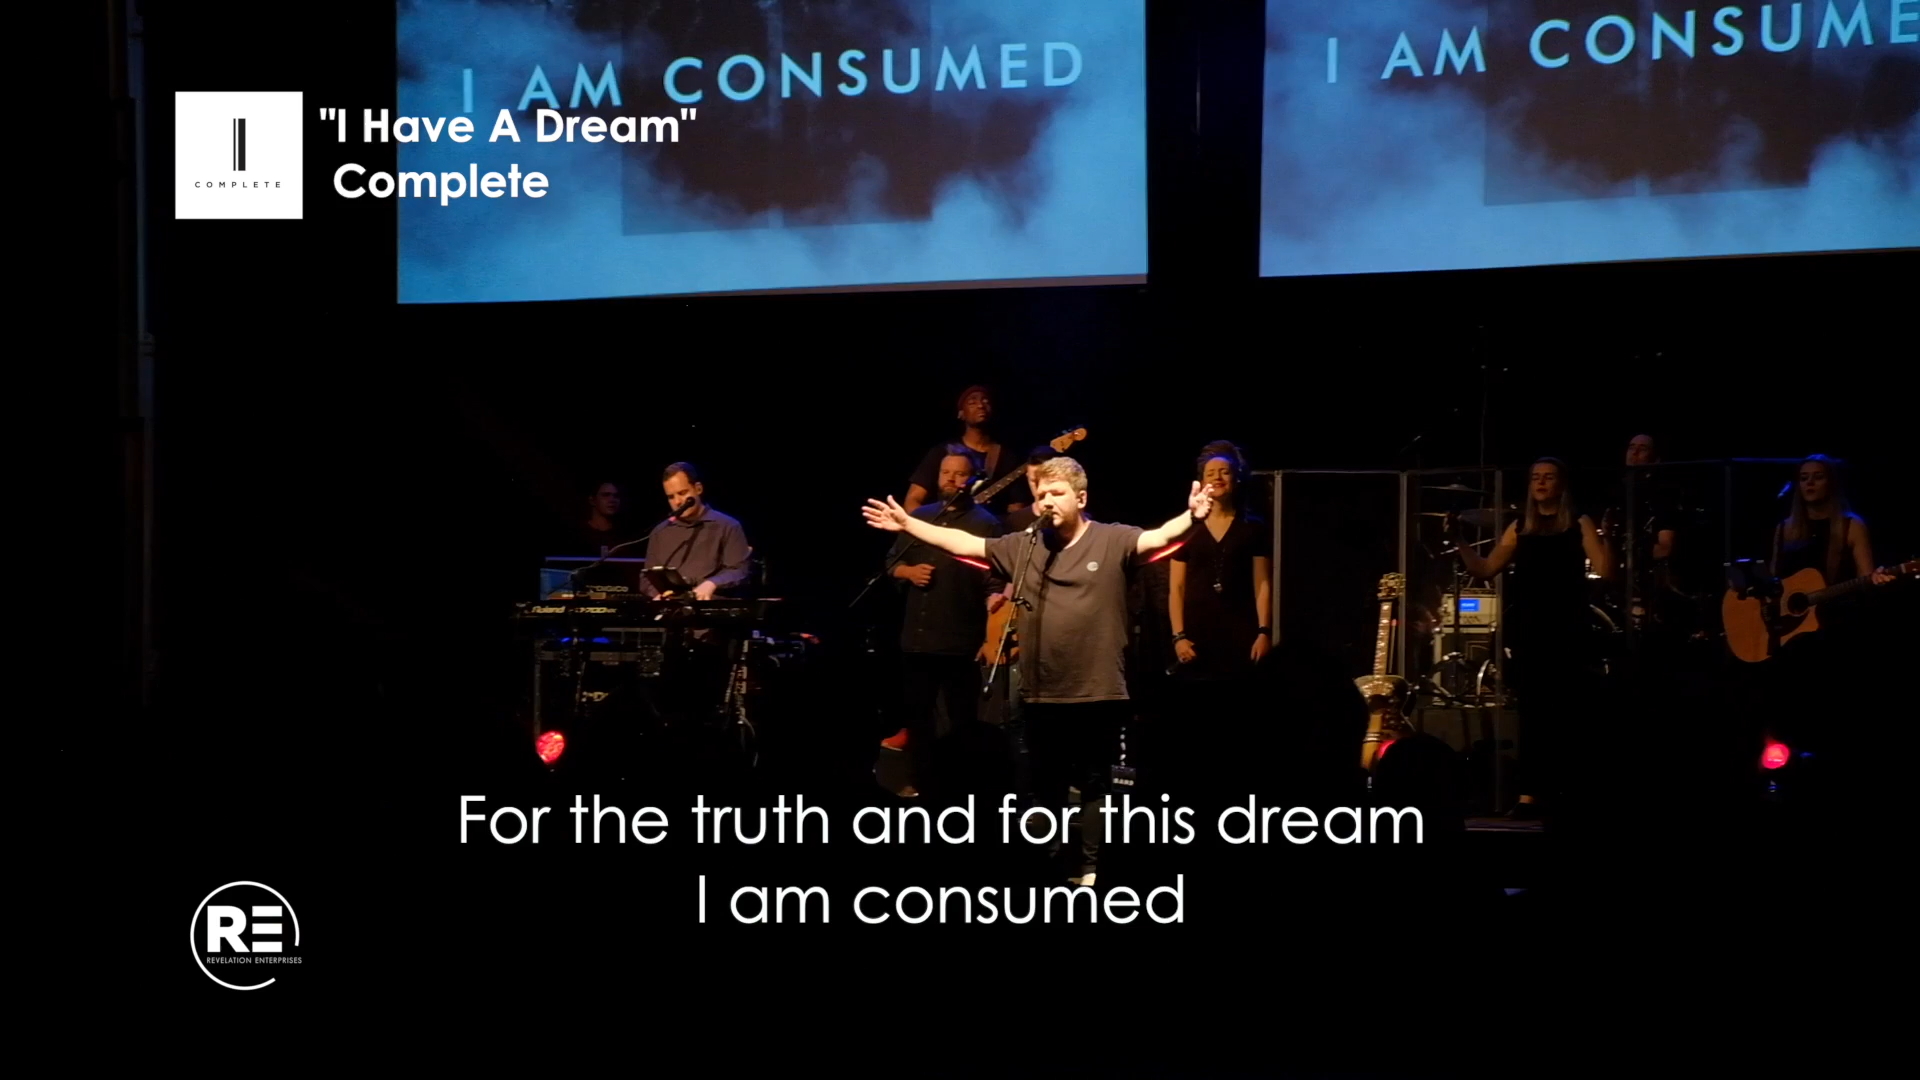 I AM CONSUMED
I AM CONSUME
"I Have A Dream"
Complete
COMPLETE
Roland
For the truth and for this dream
I am consumed
RE
REVELATION ENTERPRISES